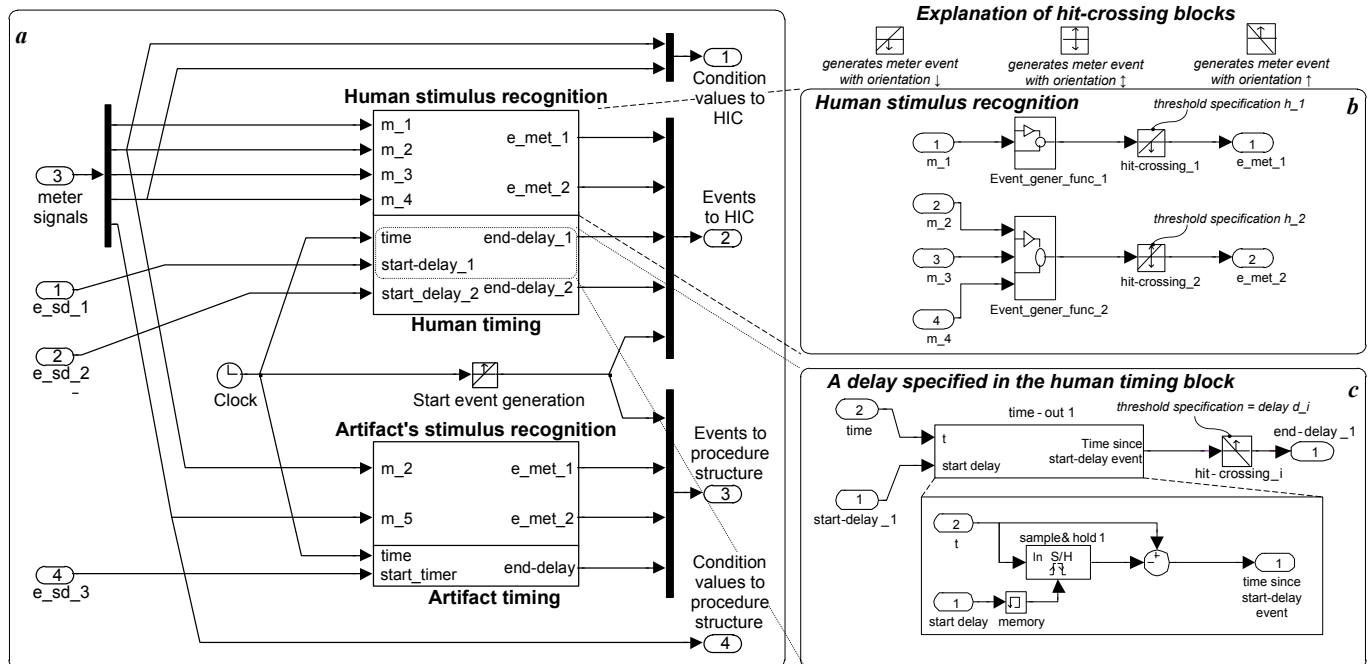 a
3
meter
signals
1
e_sd_1
2
e_sd_2
4
e_sd_3
Clock
Human stimulus recognition
m_1
m_2
m_3
m_4
e_met_1
e_met_2
time
start-delay_1
start_delay_2
end-delay_1
end-delay_2
Human timing
Start event generation
Artifact's stimulus recognition
m_2
m_5
e_met_1
e_met_2
time
start_timer
end-delay
Artifact timing
1
Condition
values to
HIC
Events
to HIC
2
Events to
procedure
structure
3
Condition
values to
procedure
structure
4
Explanation of hit-crossing blocks
generates meter event
with orientation ↓
generates meter event
with orientation ↕
generates meter event
with orientation ↑
Human stimulus recognition
b
threshold specification h_1
1
m_1
Event_gener_func_1
hit-crossing_1
1
e_met_1
2
m_2
3
m_3
4
m_4
Event_gener_func_2
threshold specification h_2
hit-crossing_2
2
e_met_2
A delay specified in the human timing block
c
2
time
time - out 1
t
start delay
Time since
start-delay event
threshold specification = delay d_i
hit- crossing_i
end - delay _1
1
1
start-delay _1
2
t
sample& hold 1
In S/H
1
start delay
memory
+
−
1
time since
start-delay
event